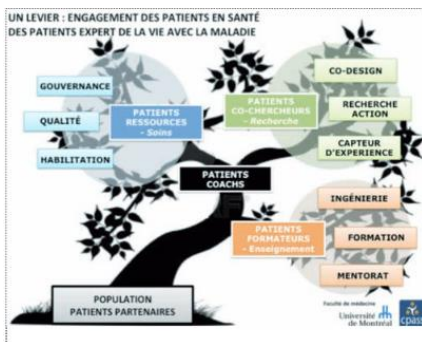 UN LEVIER : ENGAGEMENT DES PATIENTS EN SANTÉ
DES PATIENTS EXPERT DE LA VIE AVEC LA MALADIE
GOUVERNANCE
QUALITÉ
HABILITATION
PATIENTS
RESSOURCES
- Soins
PATIENTS
CO-CHERCHEURS
- Recherche
CO-DESIGN
RECHERCHE
ACTION
CAPTEUR
D'EXPERIENCE
PATIENTS
COACHS
PATIENTS
FORMATEURS
- Enseignement
INGÉNIERIE
FORMATION
MENTORAT
POPULATION
PATIENTS PARTENAIRES
Faculté de médecine
Université
de Montréal
cpass